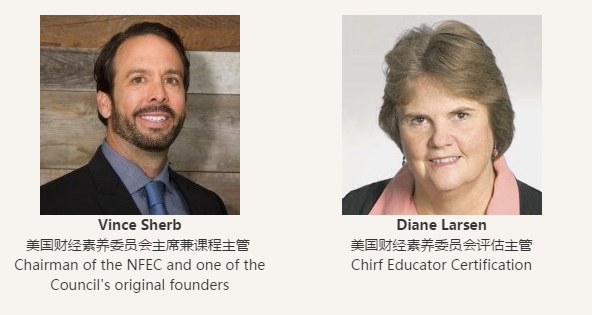 Vince Sherb
美国财经素养委员会主席兼课程主管
Chairman of the NFEC and one of the
Council's original founders
Diane Larsen
美国财经素养委员会评估主管
Chirf Educator Certification